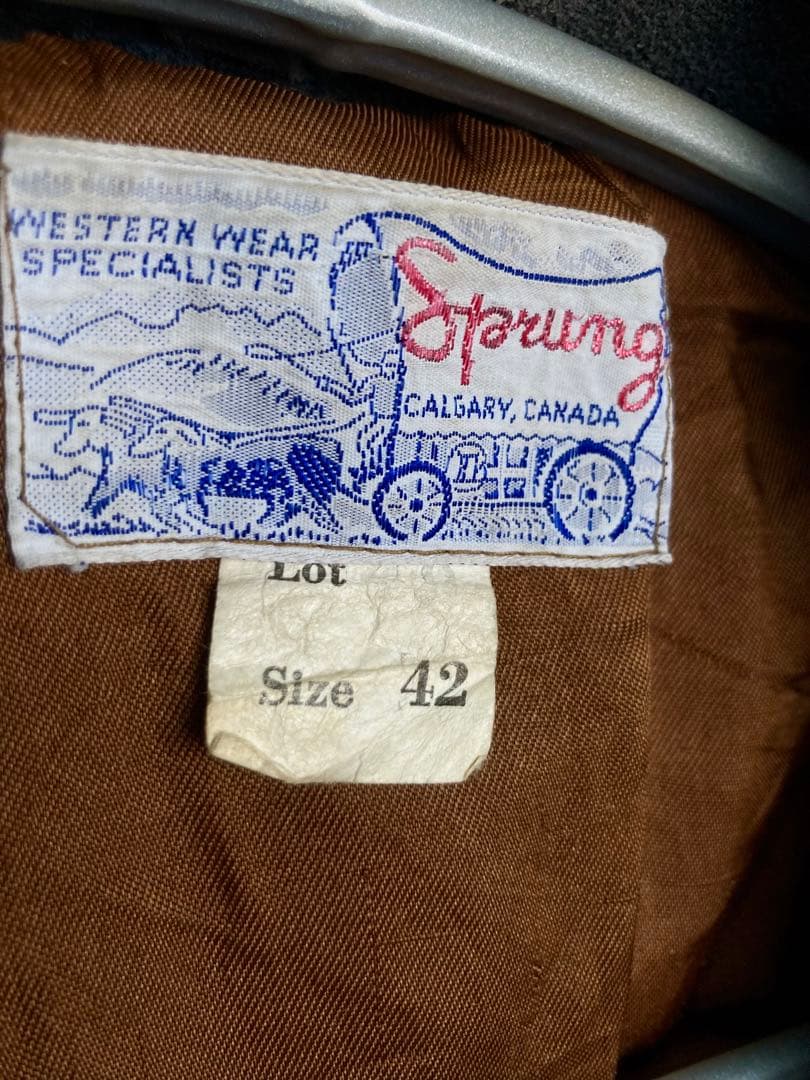 WESTERN WEAR
SPECIALISTS
Sprung
CALGARY, CANADA
Lot
Size 42